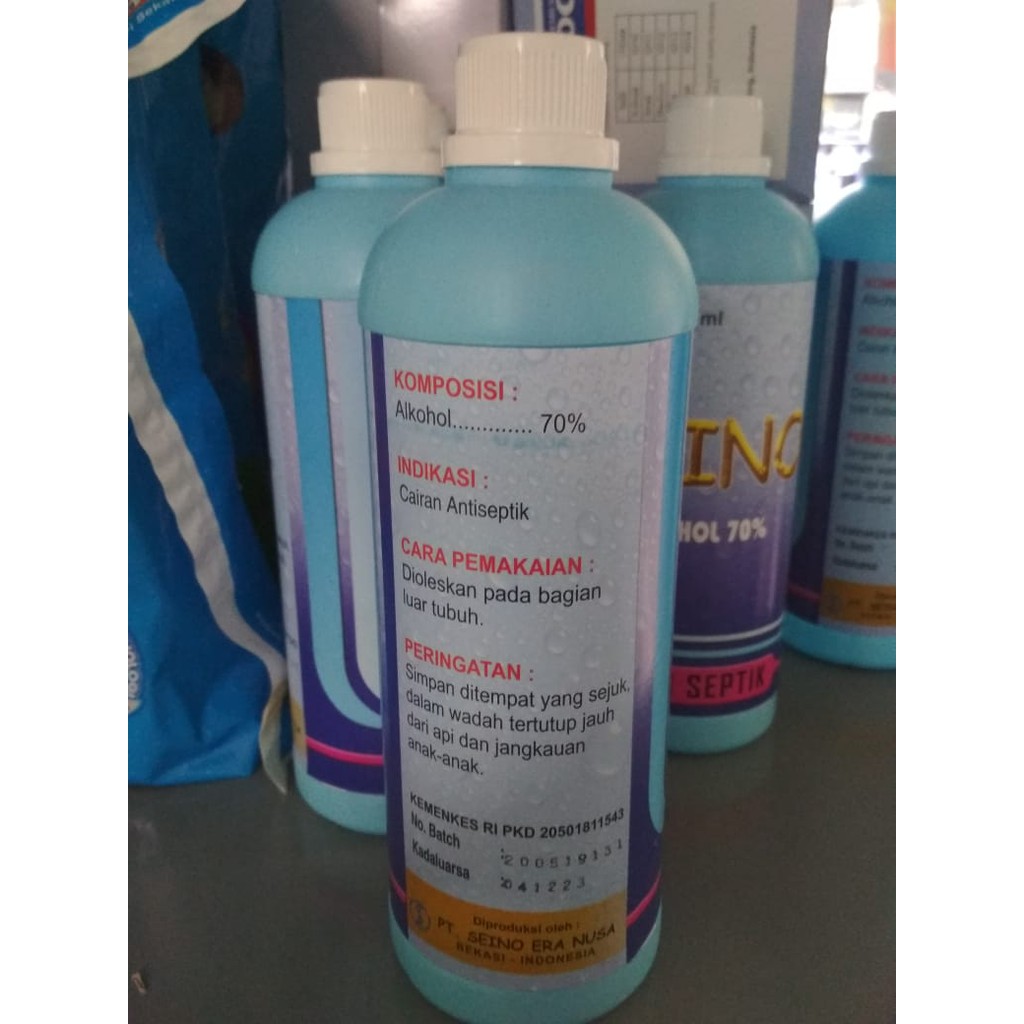 KOMPOSISI :
Alkohol............. 70%
INDIKASI :
Cairan Antiseptik
CARA PEMAKAIAN :
Dioleskan pada bagian
luar tubuh.
PERINGATAN :
Simpan ditempat yang sejuk,
dalam wadah tertutup jauh
dari api dan jangkauan
anak-anak.
KEMENKES RI PKD 20501811543
No. Batch : 200519131
Kadaluarsa : 041223
Diproduksi oleh :
PT. SEINO ERA NUSA
BEKASI - INDONESIA
ml
INO
HOL 70%
SEPTIK